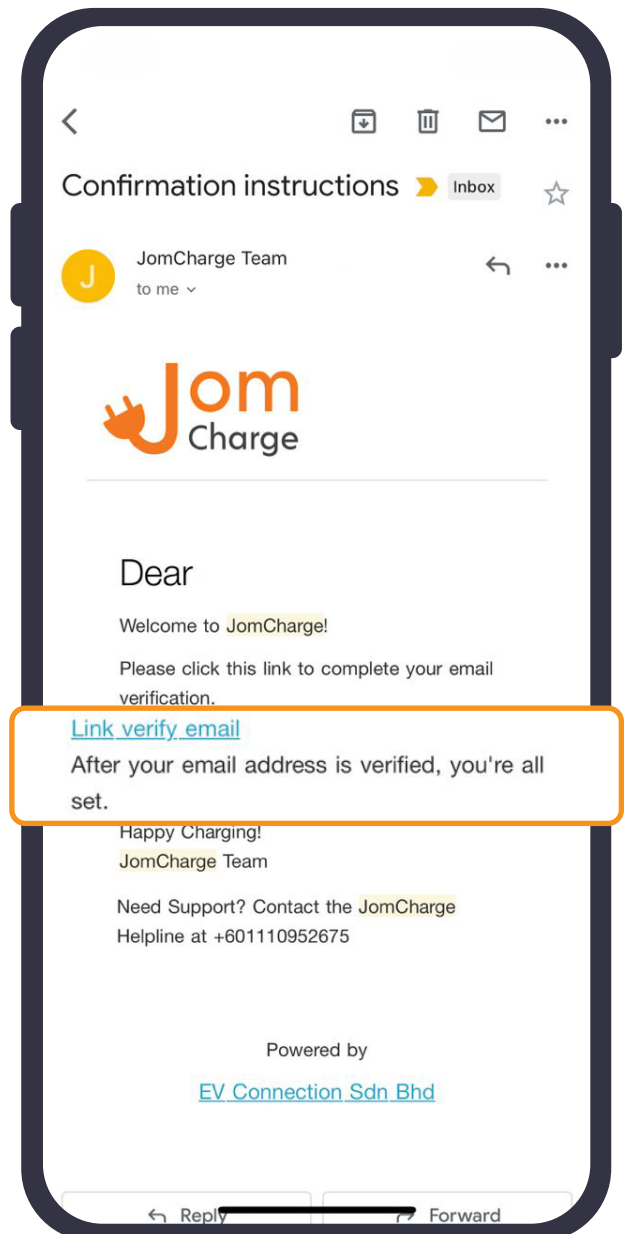 Confirmation instructions Inbox
J
JomCharge Team
to me
Jom
Charge
Dear
Welcome to JomCharge!
Please click this link to complete your email
verification.
Link verify email
After your email address is verified, you're all
set.
Happy Charging!
JomCharge Team
Need Support? Contact the JomCharge
Helpline at +601110952675
Powered by
EV Connection Sdn Bhd
Reply Forward